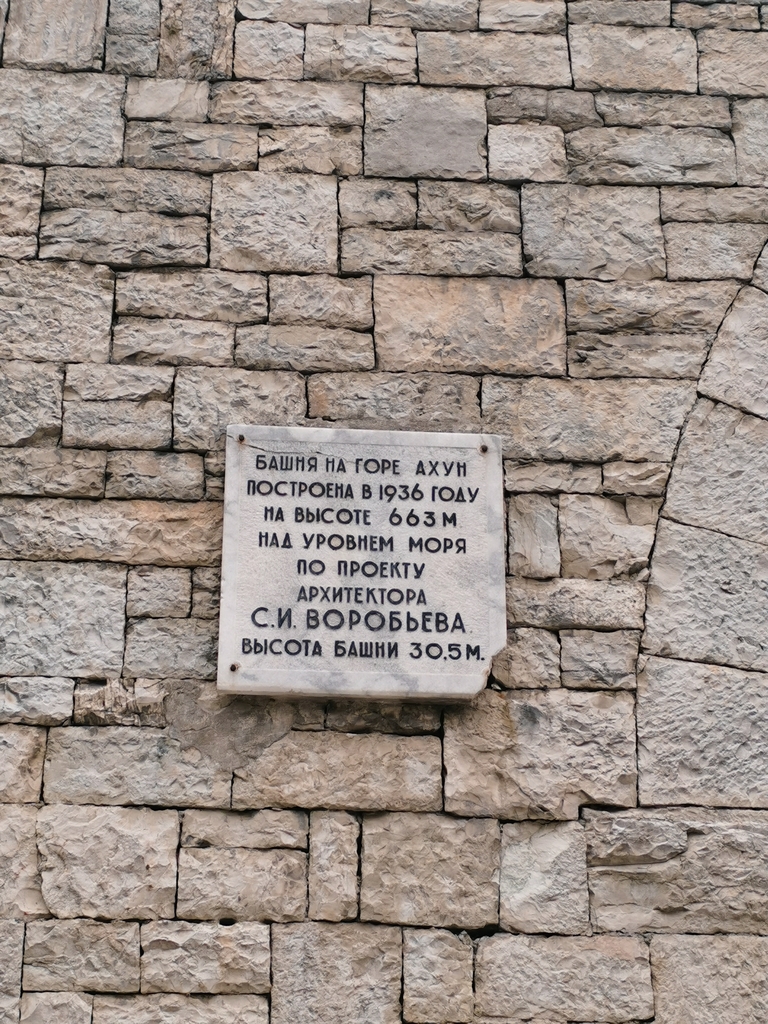 БАШНЯ НА ГОРЕ АХУН
ПОСТРОЕНА В 1936 ГОДУ
НА ВЫСОТЕ 663 М
НАД УРОВНЕМ МОРЯ
ПО ПРОЕКТУ
АРХИТЕКТОРА
С.И. ВОРОБЬЕВА
ВЫСОТА БАШНИ 30,5 М.